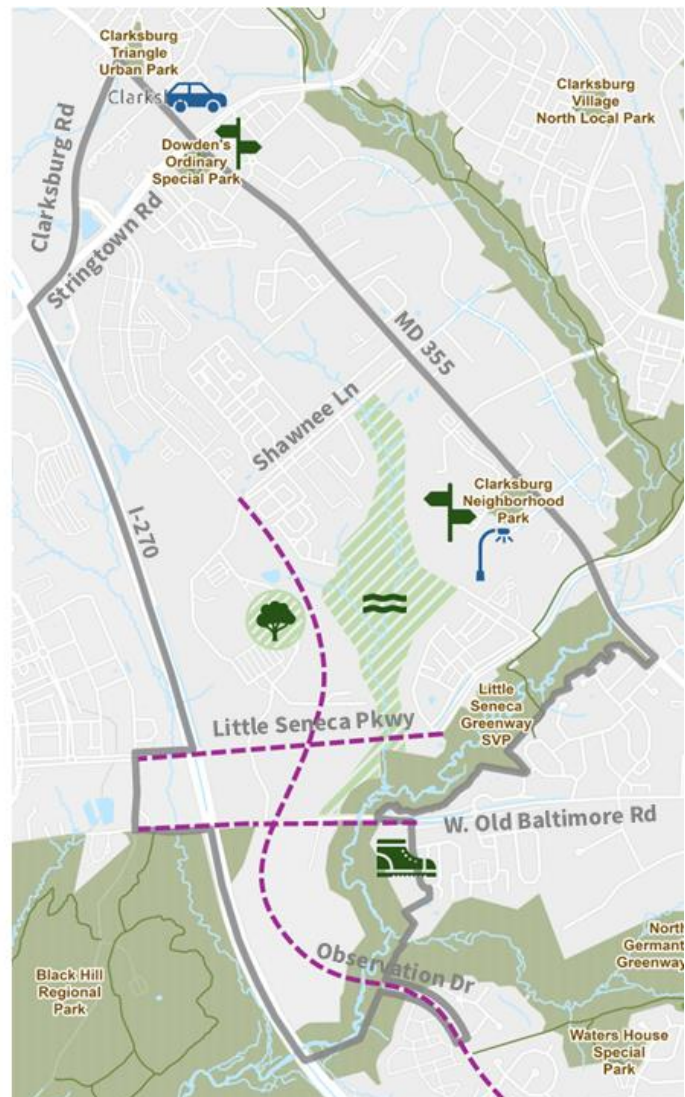 Clarksburg
Triangle
Urban Park
Clarks
Clarksburg
Village
North Local Park
Clarksburg Rd
Dowden's
Ordinary
Special Park
Stringtown Rd
MD 355
Shawnee Ln
Clarksburg
Neighborhood
Park
I-270
Little
Seneca
Greenway
SVP
Little Seneca Pkwy
W. Old Baltimore Rd
North
Germant
Greenway
Observation Dr
Black Hill
Regional
Park
Waters House
Special
Park